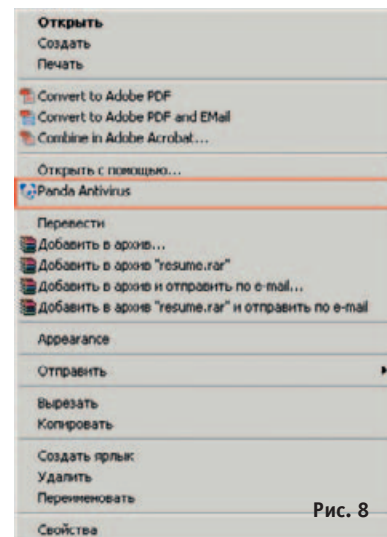 Открыть
Создать
Печать
Convert to Adobe PDF
Convert to Adobe PDF and EMail
Combine in Adobe Acrobat...
Открыть с помощью...
Panda Antivirus
Перевести
Добавить в архив...
Добавить в архив "resume.rar"
Добавить в архив и отправить по e-mail...
Добавить в архив "resume.rar" и отправить по e-mail
Appearance
Отправить
Вырезать
Копировать
Создать ярлык
Удалить
Переименовать
Свойства
Рис. 8